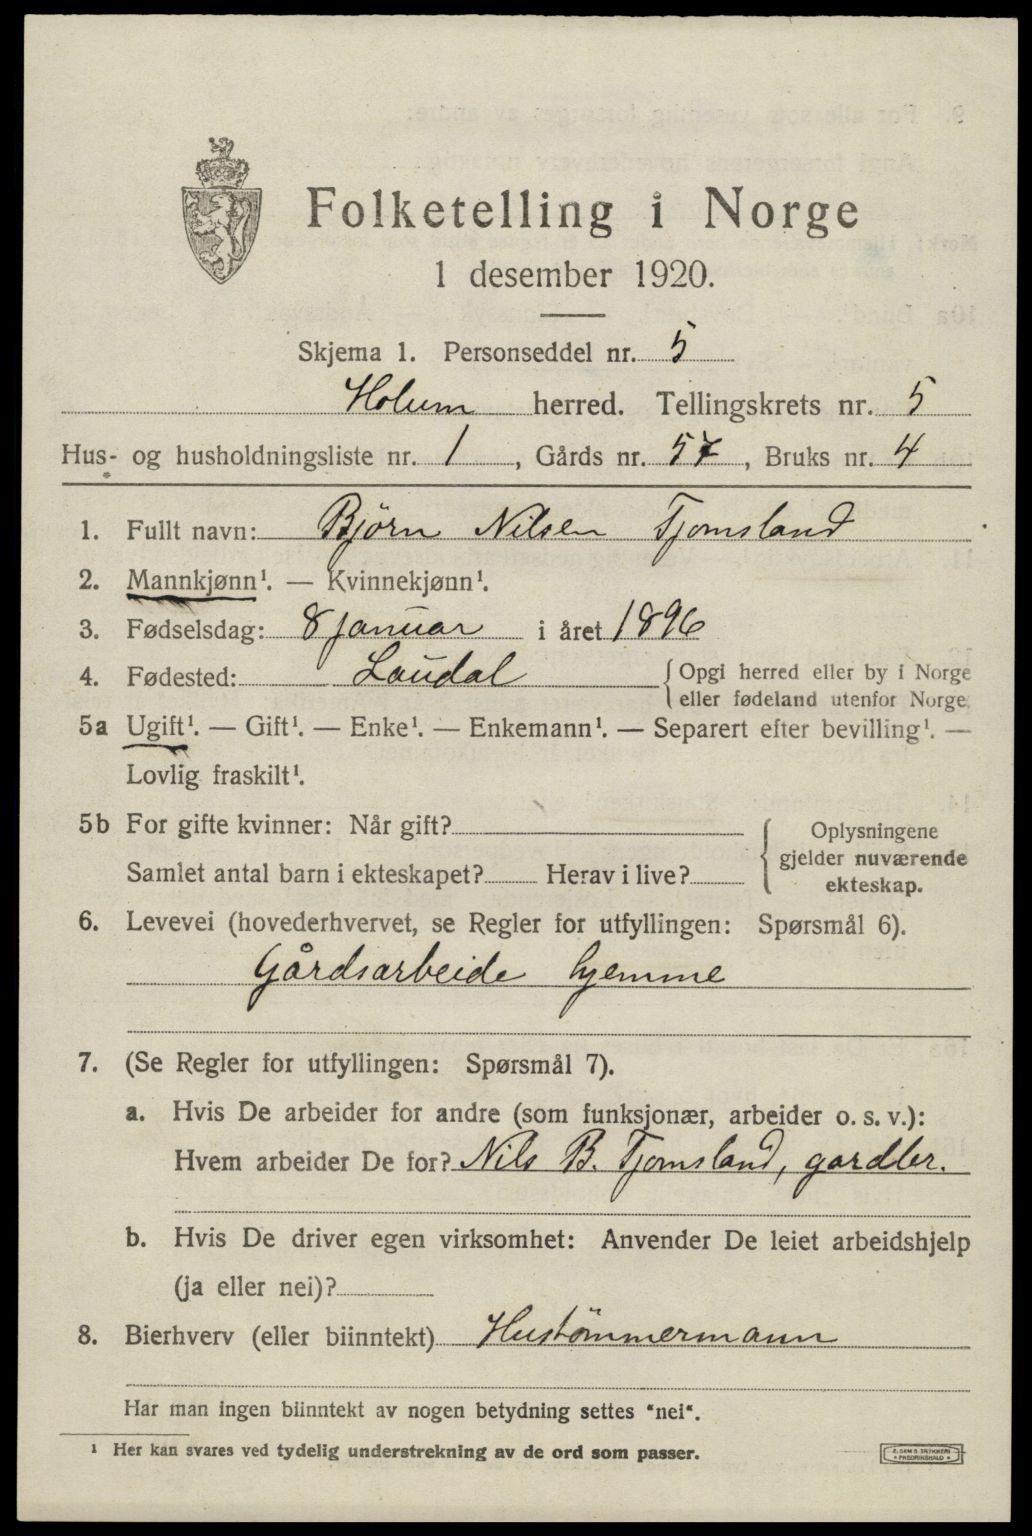 Folketelling i Norge
1 desember 1920.
Skjema 1. Personseddel nr. 5
Holum herred. Tellingskrets nr. 5
Hus- og husholdningsliste nr. 1, Gårds nr. 57, Bruks nr. 4
1. Fullt navn: Björn Nilsen Tjomsland
2. Mannkjønn¹. — Kvinnekjønn¹.
3. Fødselsdag: 8 januar i året 1896
4. Fødested: Laudal {Opgi herred eller by i Norge
eller fødeland utenfor Norge.
5a Ugift¹. — Gift¹. — Enke¹. — Enkemann¹. — Separert efter bevilling¹. —
Lovlig fraskilt¹.
5b For gifte kvinner: Når gift?
Samlet antal barn i ekteskapet? Herav i live?
{Oplysningene
gjelder nuværende
ekteskap.
6. Levevei (hovederhvervet, se Regler for utfyllingen: Spørsmål 6).
Gårdsarbeide hjemme
7. (Se Regler for utfyllingen: Spørsmål 7).
a. Hvis De arbeider for andre (som funksjonær, arbeider o. s. v.):
Hvem arbeider De for? Nils B. Tjomsland, gardbr.
b. Hvis De driver egen virksomhet: Anvender De leiet arbeidshjelp
(ja eller nei)?
8. Bierhverv (eller biinntekt) Hustömmermann
Har man ingen biinntekt av nogen betydning settes "nei".
¹ Her kan svares ved tydelig understrekning av de ord som passer.
E. SEM'S TRYKKERI
FREDRIKSHALD